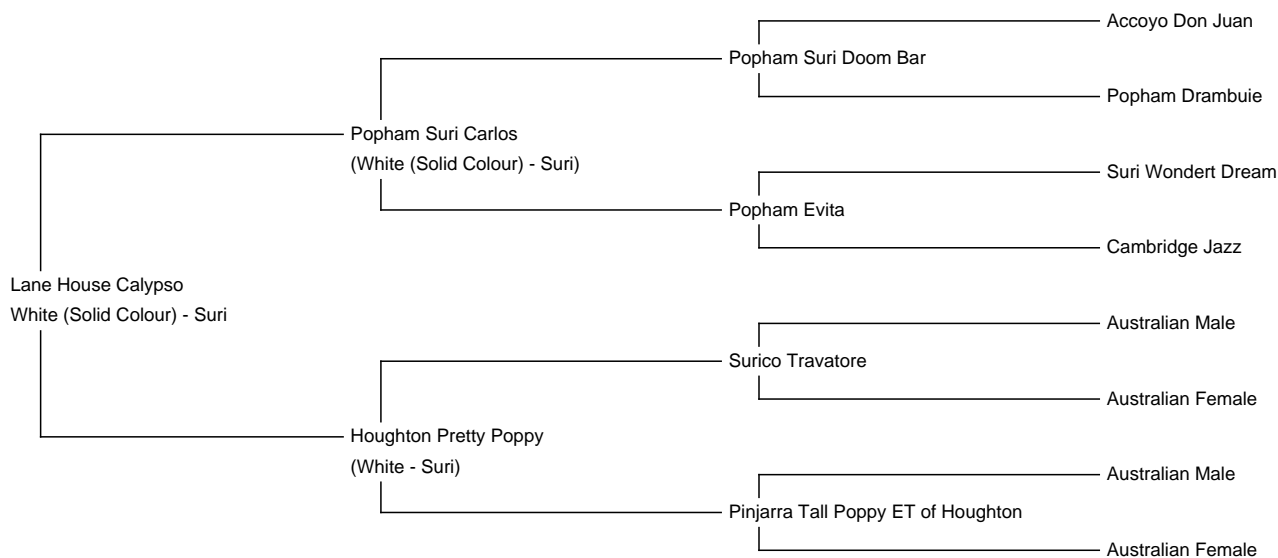 Accoyo Don Juan
Popham Suri Doom Bar
Popham Drambuie
Popham Suri Carlos
(White (Solid Colour) - Suri)
Suri Wondert Dream
Popham Evita
Cambridge Jazz
Lane House Calypso
White (Solid Colour) - Suri
Australian Male
Surico Travatore
Australian Female
Houghton Pretty Poppy
(White - Suri)
Australian Male
Pinjarra Tall Poppy ET of Houghton
Australian Female